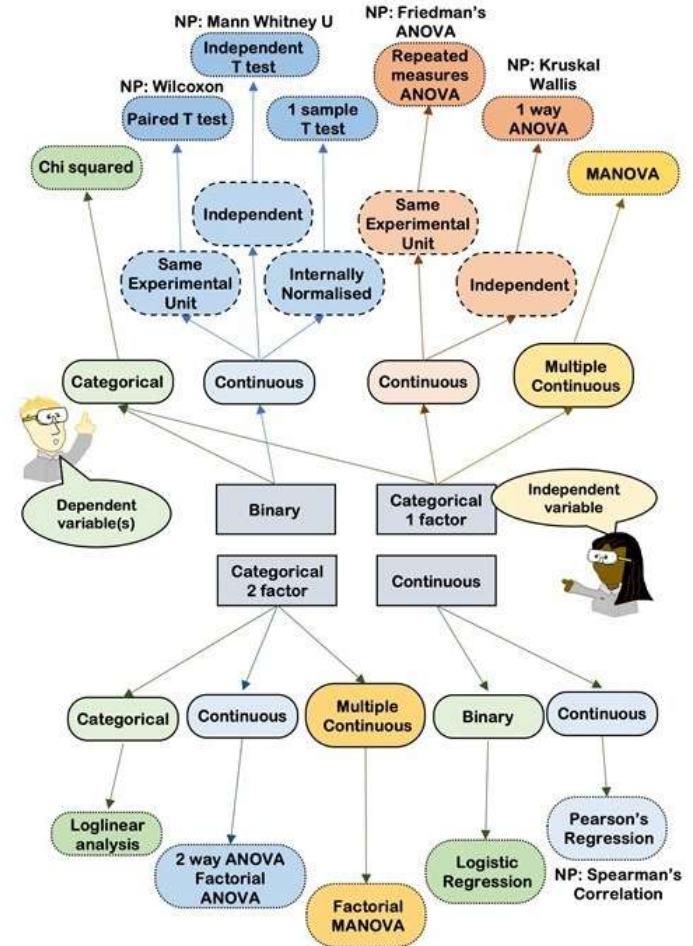 NP: Mann Whitney U
Independent
T test
NP: Friedman's
ANOVA
Repeated
measures
ANOVA
NP: Wilcoxon
Paired T test
1 sample
T test
NP: Kruskal
Wallis
1 way
ANOVA
Chi squared
MANOVA
Independent
Same
Experimental
Unit
Same
Experimental
Unit
Internally
Normalised
Independent
Categorical
Continuous
Continuous
Multiple
Continuous
Dependent
variable(s)
Binary
Categorical
1 factor
Independent
variable
Categorical
2 factor
Continuous
Categorical
Continuous
Multiple
Continuous
Binary
Continuous
Loglinear
analysis
2 way ANOVA
Factorial
ANOVA
Factorial
MANOVA
Logistic
Regression
Pearson's
Regression
NP: Spearman's
Correlation